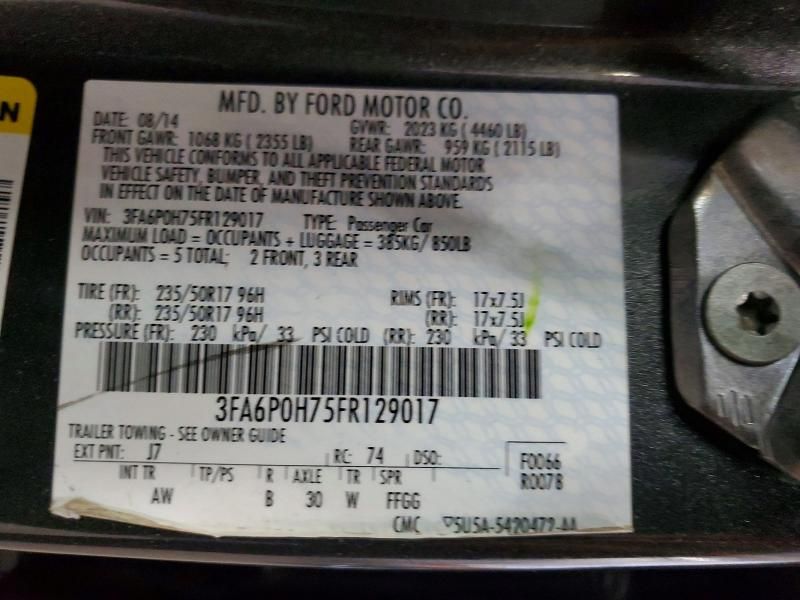 N
MFD. BY FORD MOTOR CO.
DATE: 08/14 GVWR: 2023 KG ( 4460 LB)
FRONT GAWR: 1068 KG ( 2355 LB) REAR GAWR: 959 KG ( 2115 LB)
THIS VEHICLE CONFORMS TO ALL APPLICABLE FEDERAL MOTOR
VEHICLE SAFETY, BUMPER, AND THEFT PREVENTION STANDARDS
IN EFFECT ON THE DATE OF MANUFACTURE SHOWN ABOVE.
VIN: 3FA6P0H75FR129017 TYPE: Passenger Car
MAXIMUM LOAD = OCCUPANTS + LUGGAGE = 385KG/ 850LB
OCCUPANTS = 5 TOTAL; 2 FRONT, 3 REAR
TIRE (FR): 235/50R17 96H RIMS (FR): 17x7.5J
(RR): 235/50R17 96H (RR): 17x7.5J
PRESSURE (FR): 230 kPa/ 33 PSI COLD (RR): 230 kPa/ 33 PSI COLD
3FA6P0H75FR129017
TRAILER TOWING - SEE OWNER GUIDE
EXT PNT: J7 RC: 74 DSO: F0066
R007B
INT TR TP/PS R AXLE TR SPR
AW B 30 W FFGG
CMC ▽5U5A-5420472-AA